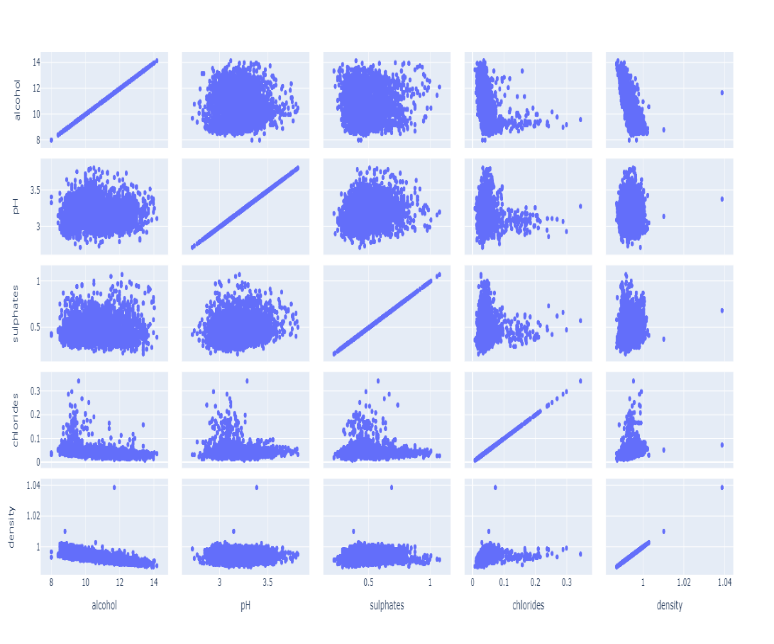 alcohol
14
12
10
8
pH
3.5
3
sulphates
1
0.5
chlorides
0.3
0.2
0.1
0
density
1.04
1.02
1
8 10 12 14 3 3.5 0.5 1 0 0.1 0.2 0.3 1 1.02 1.04
alcohol pH sulphates chlorides density